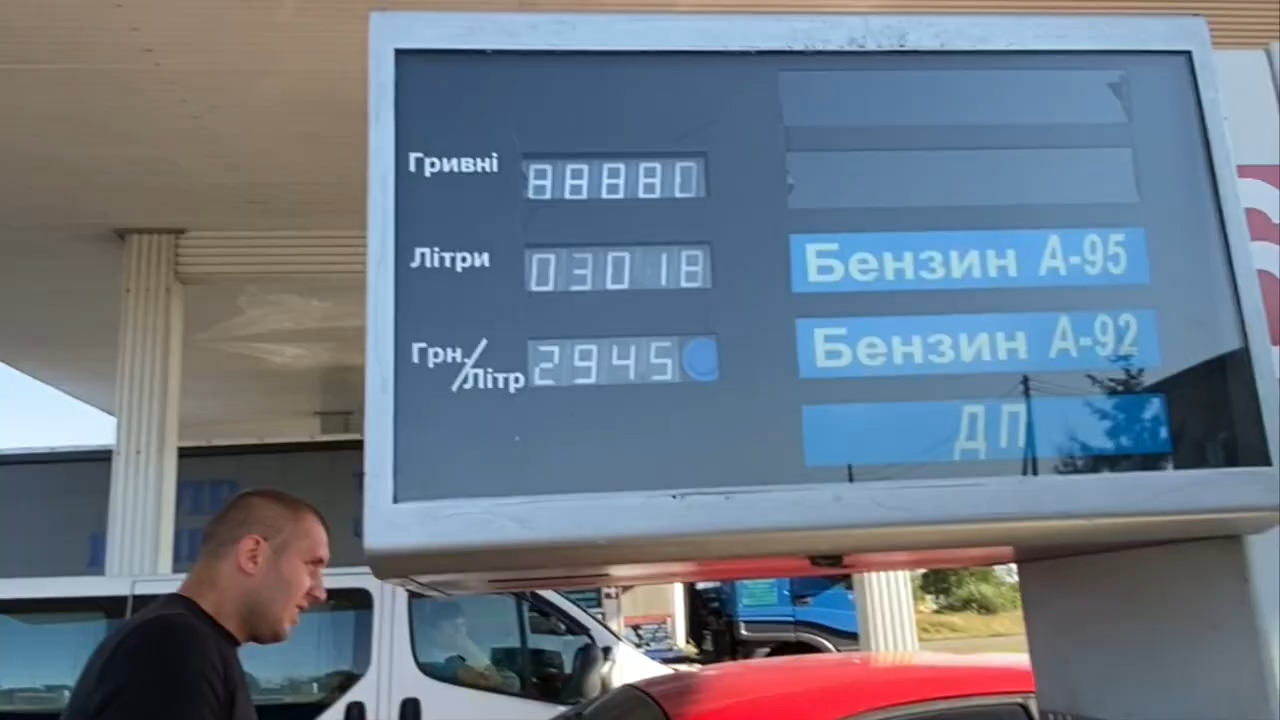 Гривні 88880
Літри 03018
Грн./Літр 2945
Бензин А-95
Бензин А-92
ДП